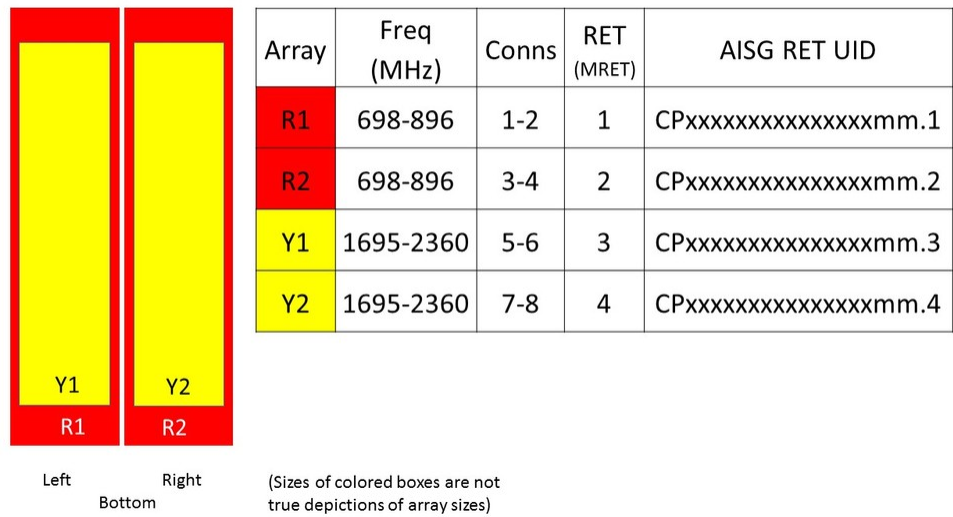 Y1 Y2
R1 R2
Left Right
Bottom
Array Freq (MHz) Conns RET (MRET) AISG RET UID
R1 698-896 1-2 1 CPxxxxxxxxxxxxxxxmm.1
R2 698-896 3-4 2 CPxxxxxxxxxxxxxxxmm.2
Y1 1695-2360 5-6 3 CPxxxxxxxxxxxxxxxmm.3
Y2 1695-2360 7-8 4 CPxxxxxxxxxxxxxxxmm.4
(Sizes of colored boxes are not
true depictions of array sizes)